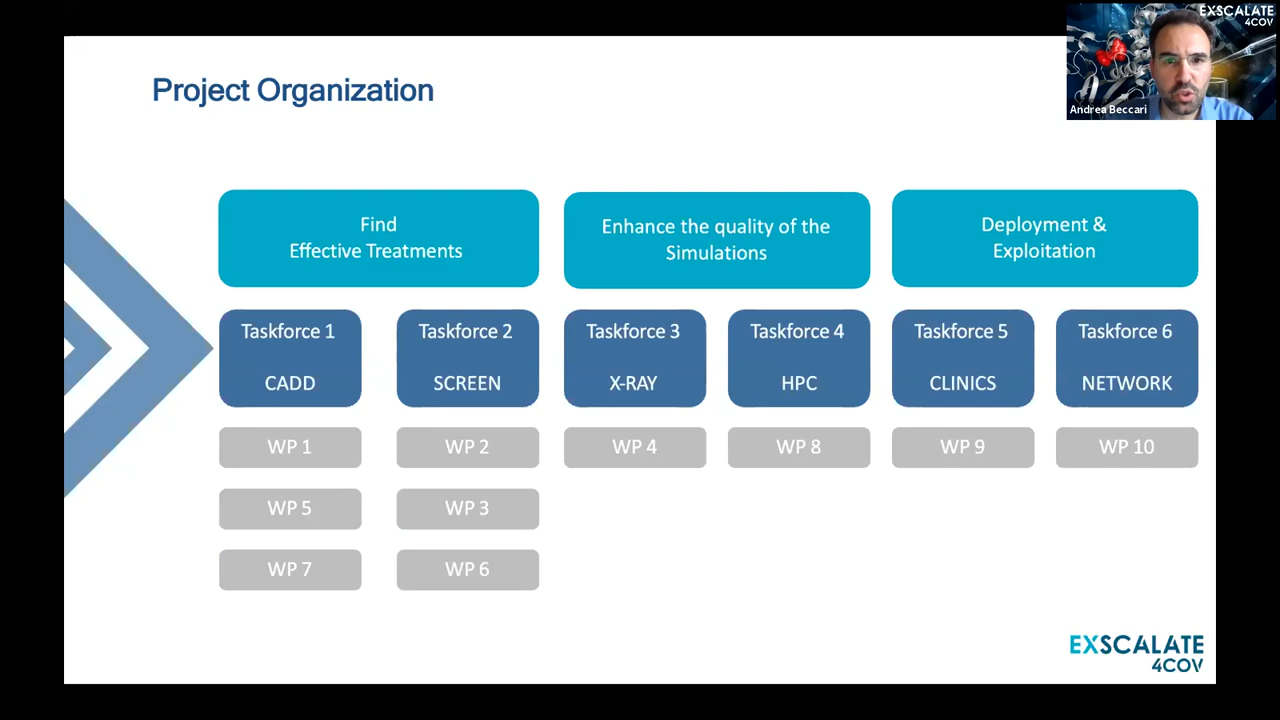 EXSCALATE
4COV
Andrea Beccari
Project Organization
Find
Effective Treatments
Enhance the quality of the
Simulations
Deployment &
Exploitation
Taskforce 1
CADD
Taskforce 2
SCREEN
Taskforce 3
X-RAY
Taskforce 4
HPC
Taskforce 5
CLINICS
Taskforce 6
NETWORK
WP 1
WP 2
WP 4
WP 8
WP 9
WP 10
WP 5
WP 3
WP 7
WP 6
EXSCALATE
4COV